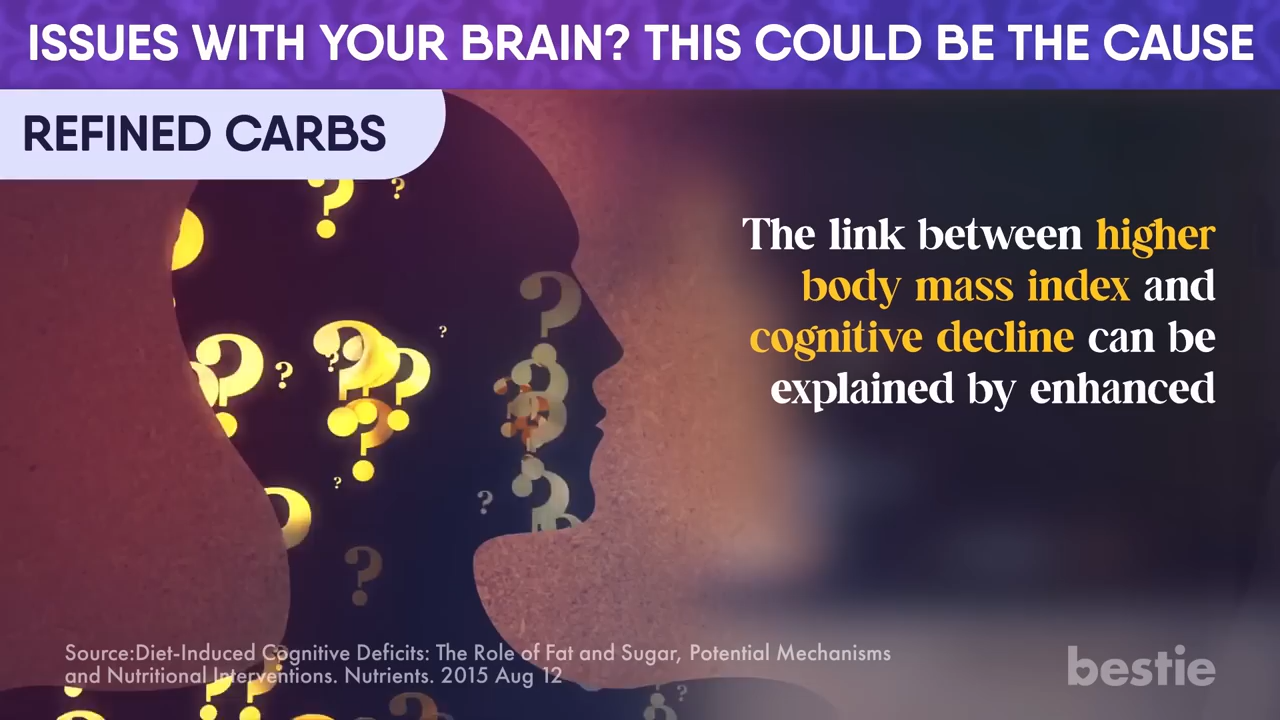 ISSUES WITH YOUR BRAIN? THIS COULD BE THE CAUSE
REFINED CARBS
The link between higher
body mass index and
cognitive decline can be
explained by enhanced
Source:Diet-Induced Cognitive Deficits: The Role of Fat and Sugar, Potential Mechanisms
and Nutritional Interventions. Nutrients. 2015 Aug 12
bestie